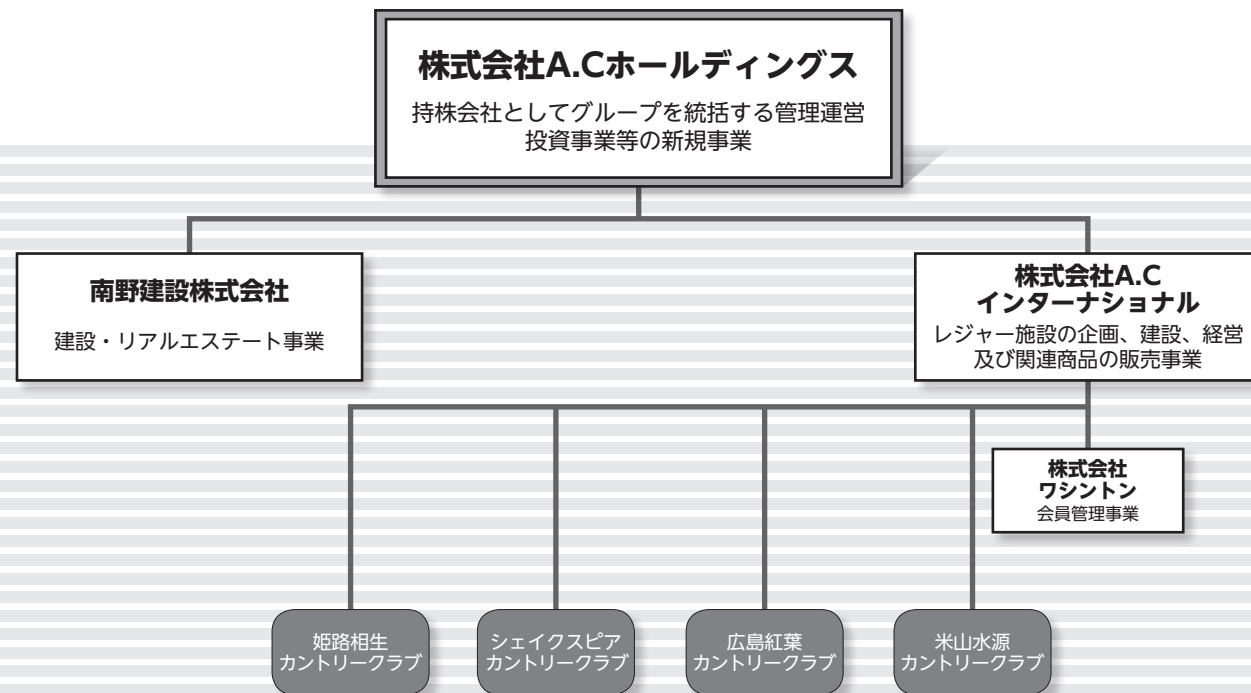 株式会社A.Cホールディングス
持株会社としてグループを統括する管理運営
投資事業等の新規事業
南野建設株式会社
建設・リアルエステート事業
株式会社A.C
インターナショナル
レジャー施設の企画、建設、経営
及び関連商品の販売事業
株式会社
ワシントン
会員管理事業
姫路相生
カントリークラブ
シェイクスピア
カントリークラブ
広島紅葉
カントリークラブ
米山水源
カントリークラブ